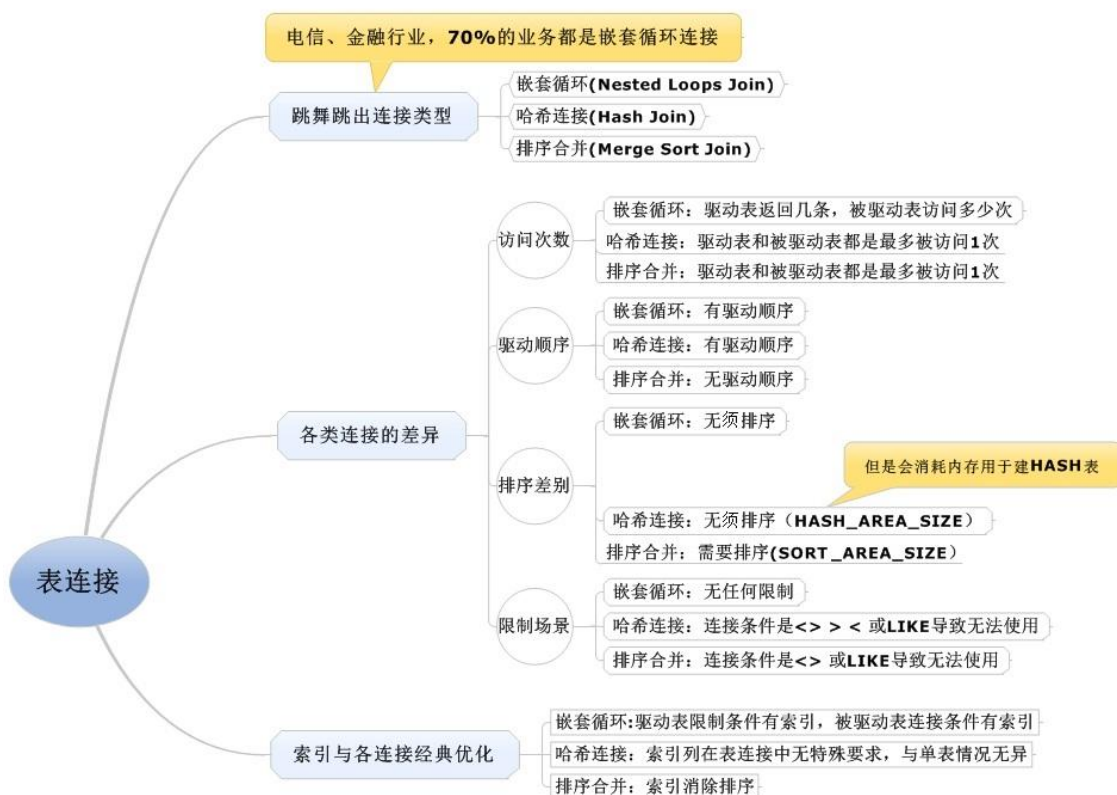 电信、金融行业，70%的业务都是嵌套循环连接
跳舞跳出连接类型
嵌套循环(Nested Loops Join)
哈希连接(Hash Join)
排序合并(Merge Sort Join)
表连接
各类连接的差异
访问次数
嵌套循环：驱动表返回几条，被驱动表访问多少次
哈希连接：驱动表和被驱动表都是最多被访问1次
排序合并：驱动表和被驱动表都是最多被访问1次
驱动顺序
嵌套循环：有驱动顺序
哈希连接：有驱动顺序
排序合并：无驱动顺序
排序差别
嵌套循环：无须排序
但是会消耗内存用于建HASH表
哈希连接：无须排序（HASH_AREA_SIZE）
排序合并：需要排序(SORT_AREA_SIZE）
限制场景
嵌套循环：无任何限制
哈希连接：连接条件是<> > < 或LIKE导致无法使用
排序合并：连接条件是<> 或LIKE导致无法使用
索引与各连接经典优化
嵌套循环:驱动表限制条件有索引，被驱动表连接条件有索引
哈希连接：索引列在表连接中无特殊要求，与单表情况无异
排序合并：索引消除排序